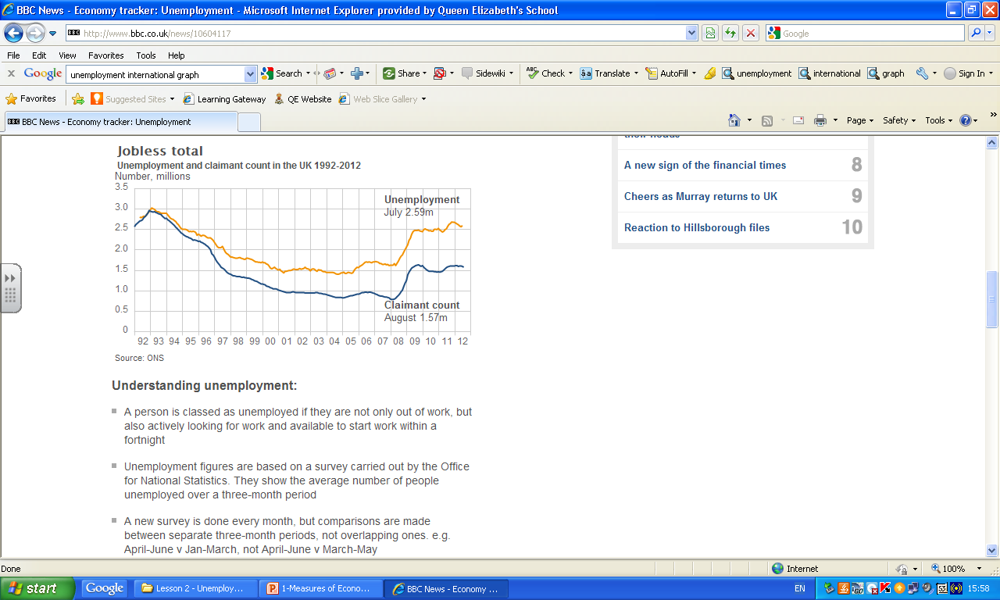 BBC News - Economy tracker: Unemployment - Microsoft Internet Explorer provided by Queen Elizabeth's School
BBC http://www.bbc.co.uk/news/10604117
Google
File Edit View Favorites Tools Help
x Google unemployment international graph Search Share Sidewiki ABC Check Translate AutoFill unemployment international graph Sign In
Favorites Suggested Sites Learning Gateway QE Website Web Slice Gallery
BBC BBC News - Economy tracker: Unemployment
Page Safety Tools
Jobless total
Unemployment and claimant count in the UK 1992-2012
Number, millions
3.5
3.0
2.5
2.0
1.5
1.0
0.5
0
Unemployment
July 2.59m
Claimant count
August 1.57m
92 93 94 95 96 97 98 99 00 01 02 03 04 05 06 07 08 09 10 11 12
Source: ONS
Understanding unemployment:
A person is classed as unemployed if they are not only out of work, but
also actively looking for work and available to start work within a
fortnight
Unemployment figures are based on a survey carried out by the Office
for National Statistics. They show the average number of people
unemployed over a three-month period
A new survey is done every month, but comparisons are made
between separate three-month periods, not overlapping ones. e.g.
April-June v Jan-March, not April-June v March-May
A new sign of the financial times 8
Cheers as Murray returns to UK 9
Reaction to Hillsborough files 10
Done Internet 100%
start Google Lesson 2 - Unemploy... 1-Measures of Econo... BBC News - Economy ... EN 15:58